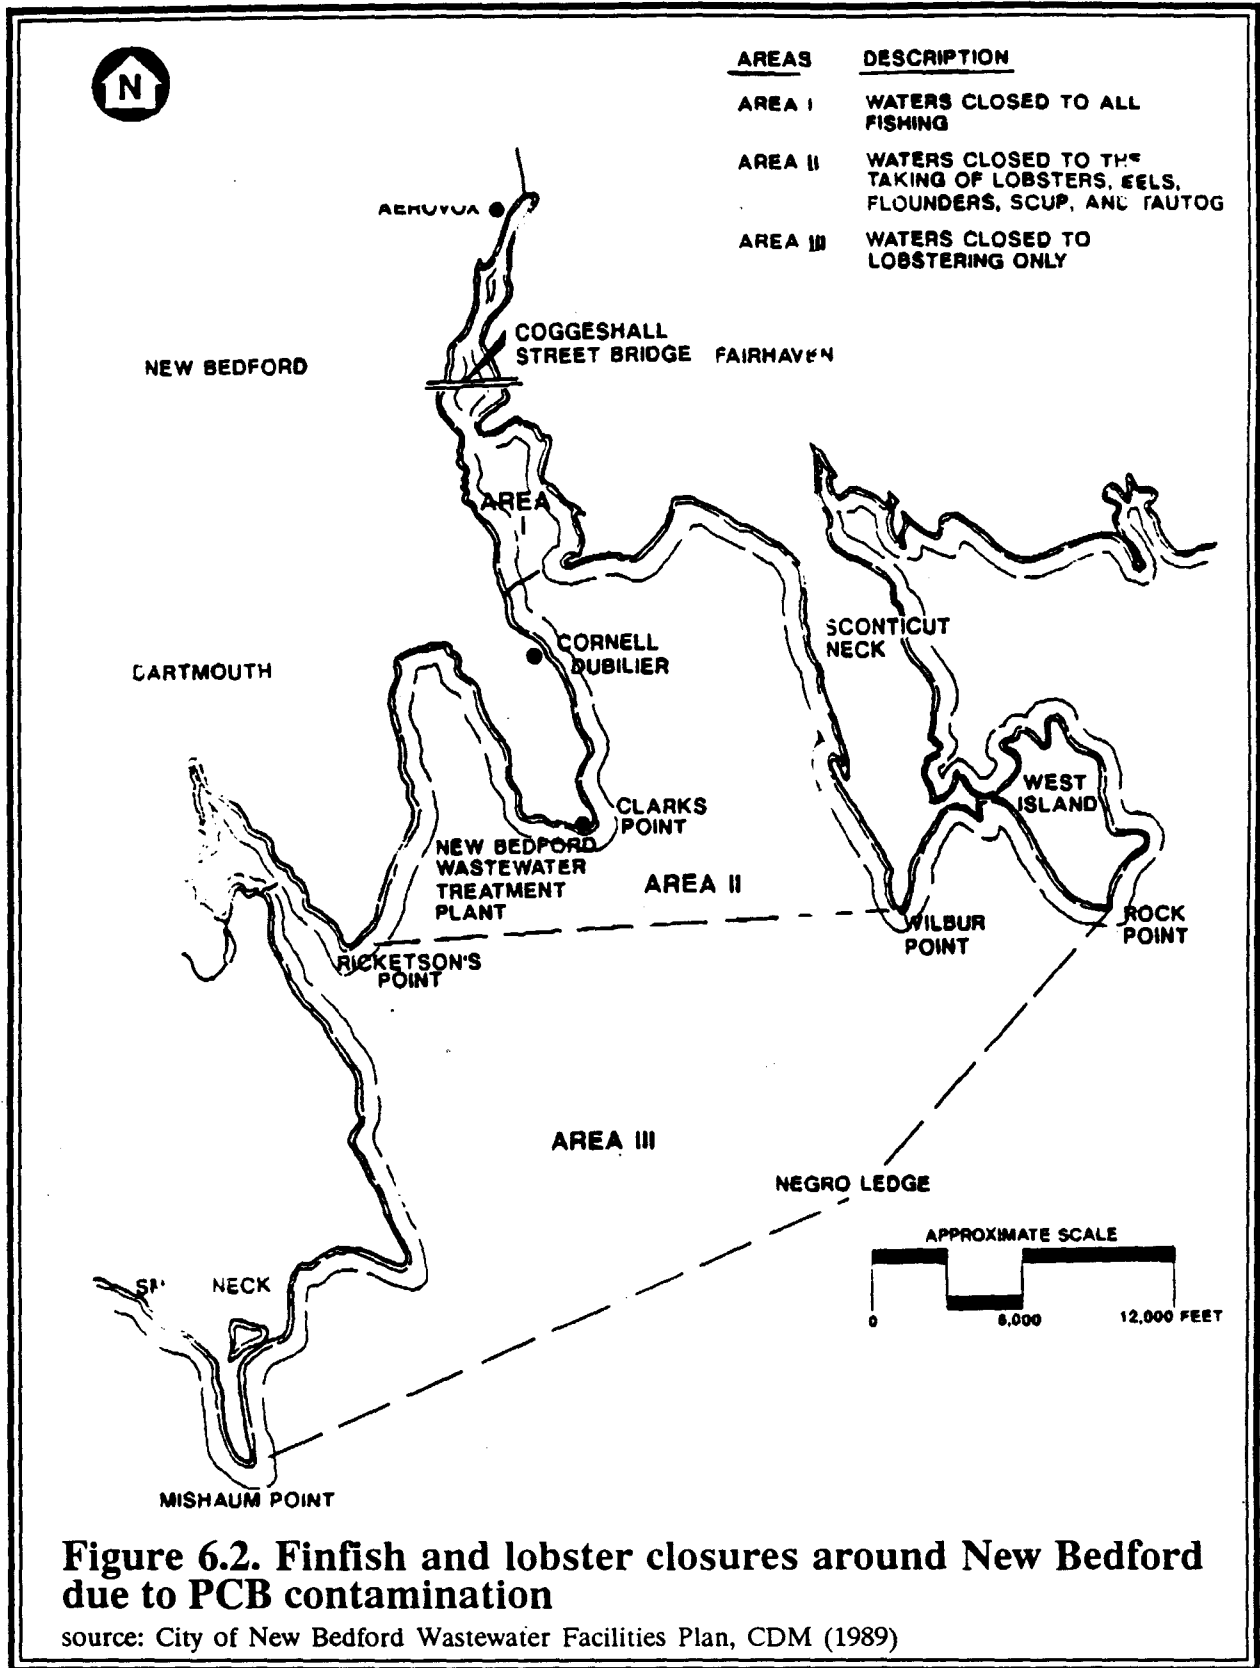 N
AREAS DESCRIPTION
AREA I WATERS CLOSED TO ALL
FISHING
AREA II WATERS CLOSED TO THE
TAKING OF LOBSTERS, EELS,
FLOUNDERS, SCUP, AND TAUTOG
AREA III WATERS CLOSED TO
LOBSTERING ONLY
AEROVOX
COGGESHALL
STREET BRIDGE
FAIRHAVEN
NEW BEDFORD
AREA
I
SCONTICUT
NECK
CORNELL
DUBILIER
DARTMOUTH
WEST
ISLAND
CLARKS
POINT
NEW BEDFORD
WASTEWATER
TREATMENT
PLANT
AREA II
WILBUR
POINT
ROCK
POINT
RICKETSON'S
POINT
AREA III
NEGRO LEDGE
APPROXIMATE SCALE
0 6,000 12,000 FEET
NECK
MISHAUM POINT
Figure 6.2. Finfish and lobster closures around New Bedford
due to PCB contamination
source: City of New Bedford Wastewater Facilities Plan, CDM (1989)